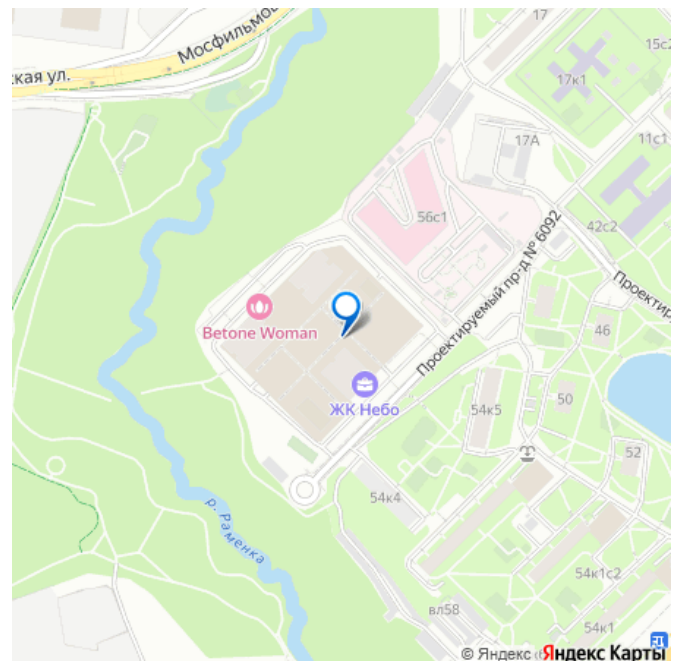 Мосфильмов
ская ул.
17
15с2
17к1
17А
11с1
56с1
42с2
Проектируемый пр-д № 6092
Проектир
Betone Woman
46
ЖК Небо
54к5
50
52
54к4
р. Раменка
54к1с2
вл58
54к1
© Яндекс
Яндекс Карты